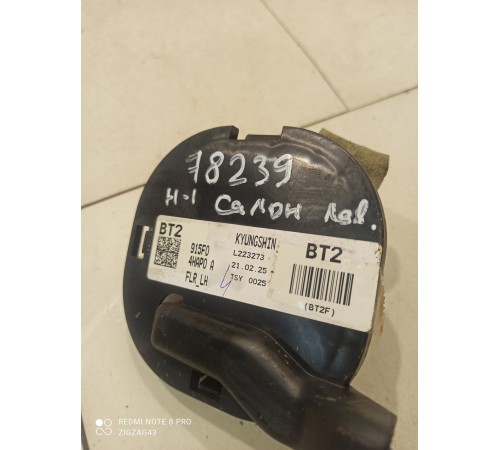 78239
H-1 Салон лев.
BT2
915F0
4HAP0 A
FLR_LH
KYUNGSHIN
L223273
21.02.25
TSY 0025
BT2
(BT2F)
REDMI NOTE 8 PRO
ZIGZAG43